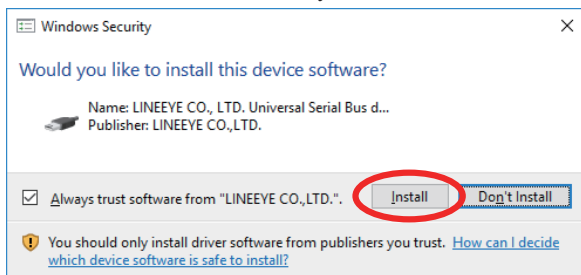 Windows Security
Would you like to install this device software?
Name: LINEEYE CO., LTD. Universal Serial Bus d...
Publisher: LINEEYE CO.,LTD.
Always trust software from "LINEEYE CO.,LTD.". Install Don't Install
You should only install driver software from publishers you trust. How can I decide
which device software is safe to install?